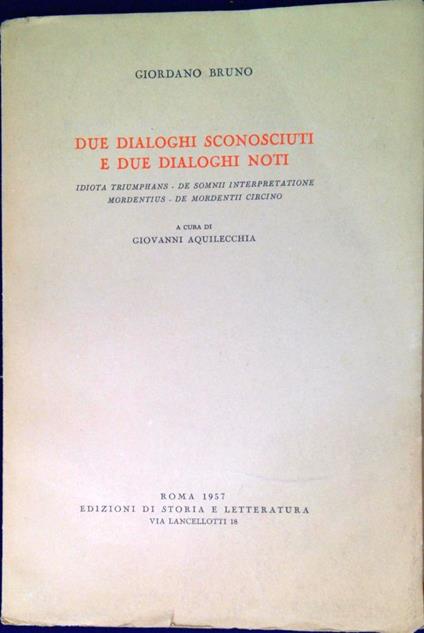 GIORDANO BRUNO
DUE DIALOGHI SCONOSCIUTI
E DUE DIALOGHI NOTI
IDIOTA TRIUMPHANS - DE SOMNII INTERPRETATIONE
MORDENTIUS - DE MORDENTII CIRCINO
A CURA DI
GIOVANNI AQUILECCHIA
ROMA 1957
EDIZIONI DI STORIA E LETTERATURA
VIA LANCELLOTTI 18